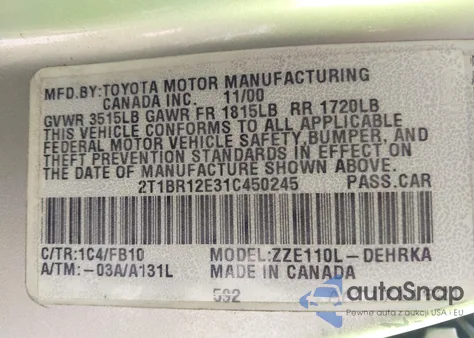 MFD.BY:TOYOTA MOTOR MANUFACTURING
CANADA INC. 11/00
GVWR 3515LB GAWR FR 1815LB RR 1720LB
THIS VEHICLE CONFORMS TO ALL APPLICABLE
FEDERAL MOTOR VEHICLE SAFETY, BUMPER, AND
THEFT PREVENTION STANDARDS IN EFFECT ON
THE DATE OF MANUFACTURE SHOWN ABOVE.
2T1BR12E31C450245 PASS.CAR
C/TR:1C4/FB10 MODEL:ZZE110L-DEHRKA
A/TM:-03A/A131L MADE IN CANADA
592
autoSnap
Pewne auta z aukcji USA i EU